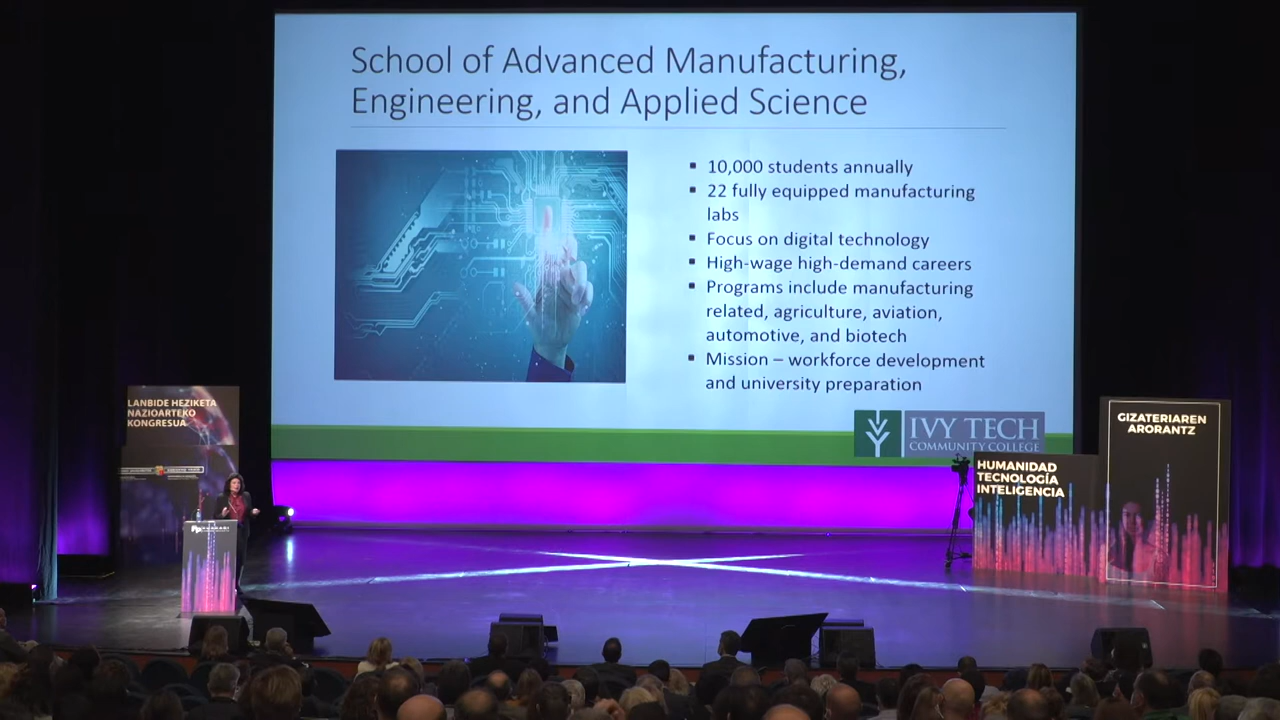 School of Advanced Manufacturing,
Engineering, and Applied Science
▪ 10,000 students annually
▪ 22 fully equipped manufacturing
labs
▪ Focus on digital technology
▪ High-wage high-demand careers
▪ Programs include manufacturing
related, agriculture, aviation,
automotive, and biotech
▪ Mission – workforce development
and university preparation
IVY TECH
COMMUNITY COLLEGE
LANBIDE HEZIKETA
NAZIOARTEKO
KONGRESUA
HUMANIDAD
TECNOLOGÍA
INTELIGENCIA
GIZATERIAREN
ARORANTZ